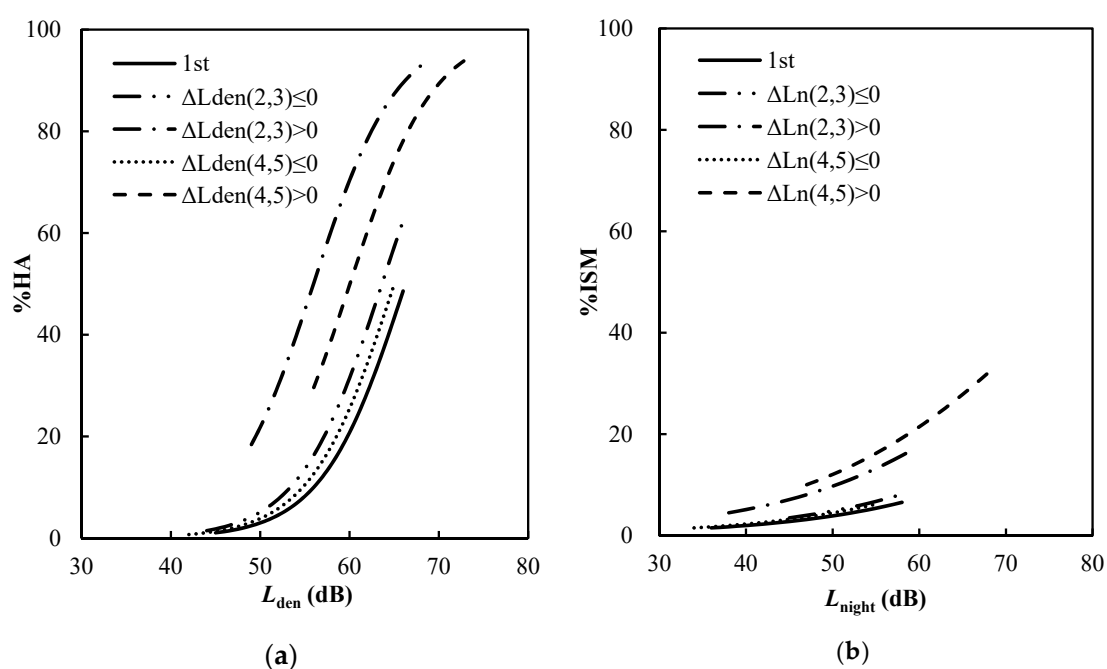 100
80
60
40
20
0
%HA
1st
ΔLden(2,3)≤0
ΔLden(2,3)>0
ΔLden(4,5)≤0
ΔLden(4,5)>0
30 40 50 60 70 80
Lden (dB)
(a)
100
80
60
40
20
0
%ISM
1st
ΔLn(2,3)≤0
ΔLn(2,3)>0
ΔLn(4,5)≤0
ΔLn(4,5)>0
30 40 50 60 70 80
Lnight (dB)
(b)